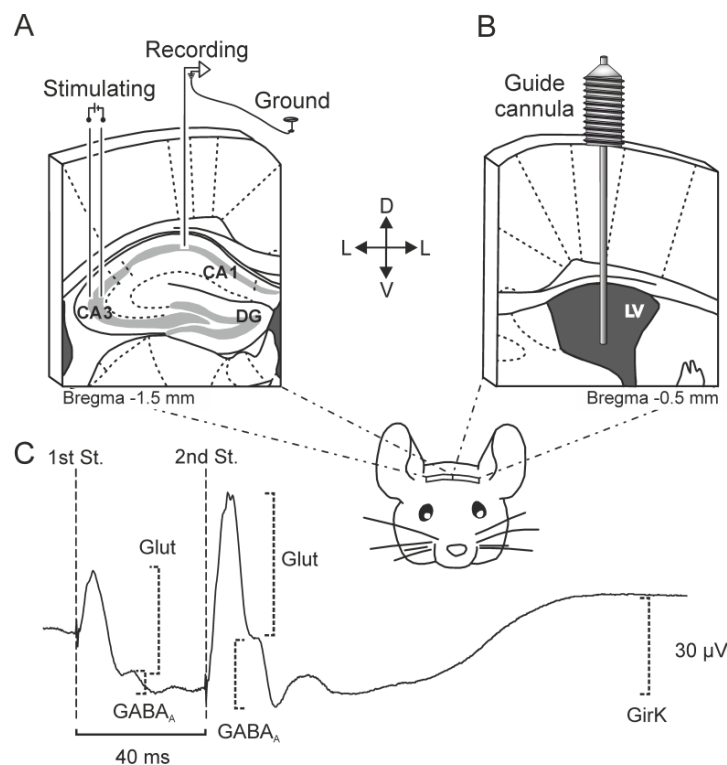 A
Recording
Stimulating
Ground
CA1
CA3
DG
Bregma -1.5 mm
D
L
L
V
B
Guide
cannula
LV
Bregma -0.5 mm
C
1st St.
2nd St.
Glut
Glut
GABAA
GABAA
40 ms
30 µV
GirK